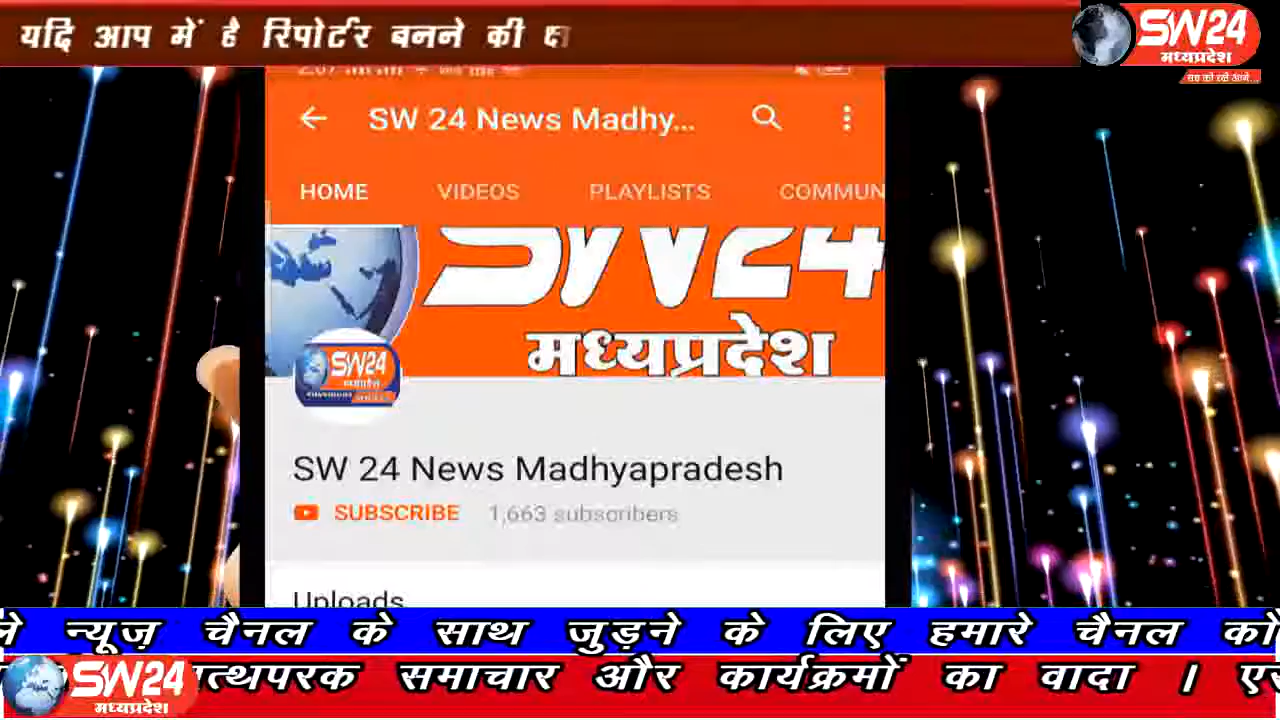 यदि आप में है रिपोर्टर बनने की
SW24
मध्यप्रदेश
SW 24 News Madhy...
HOME VIDEOS PLAYLISTS COMMUN
SW24
मध्यप्रदेश
SW24
SW 24 News Madhyapradesh
SUBSCRIBE 1,663 subscribers
Uploads
न्यूज़ चैनल के साथ जुड़ने के लिए हमारे चैनल को
समाचार और कार्यक्रमों का वादा ।
SW24
मध्यप्रदेश